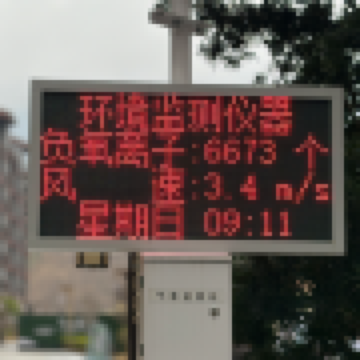 环境监测仪器
负氧离子:6673 ↑
风速:3.4 m/s
星期日 09:11